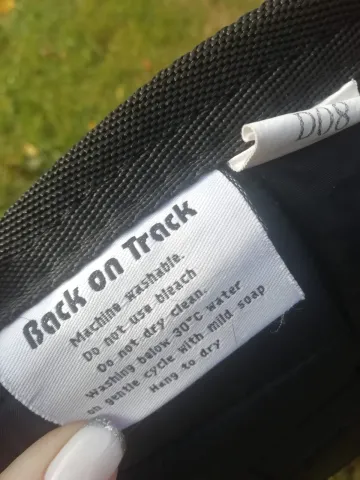 DD8
Back on Track
Machine washable.
Do not use bleach
Do not dry clean.
Washing below 30°C water
on gentle cycle with mild soap
Hang to dry